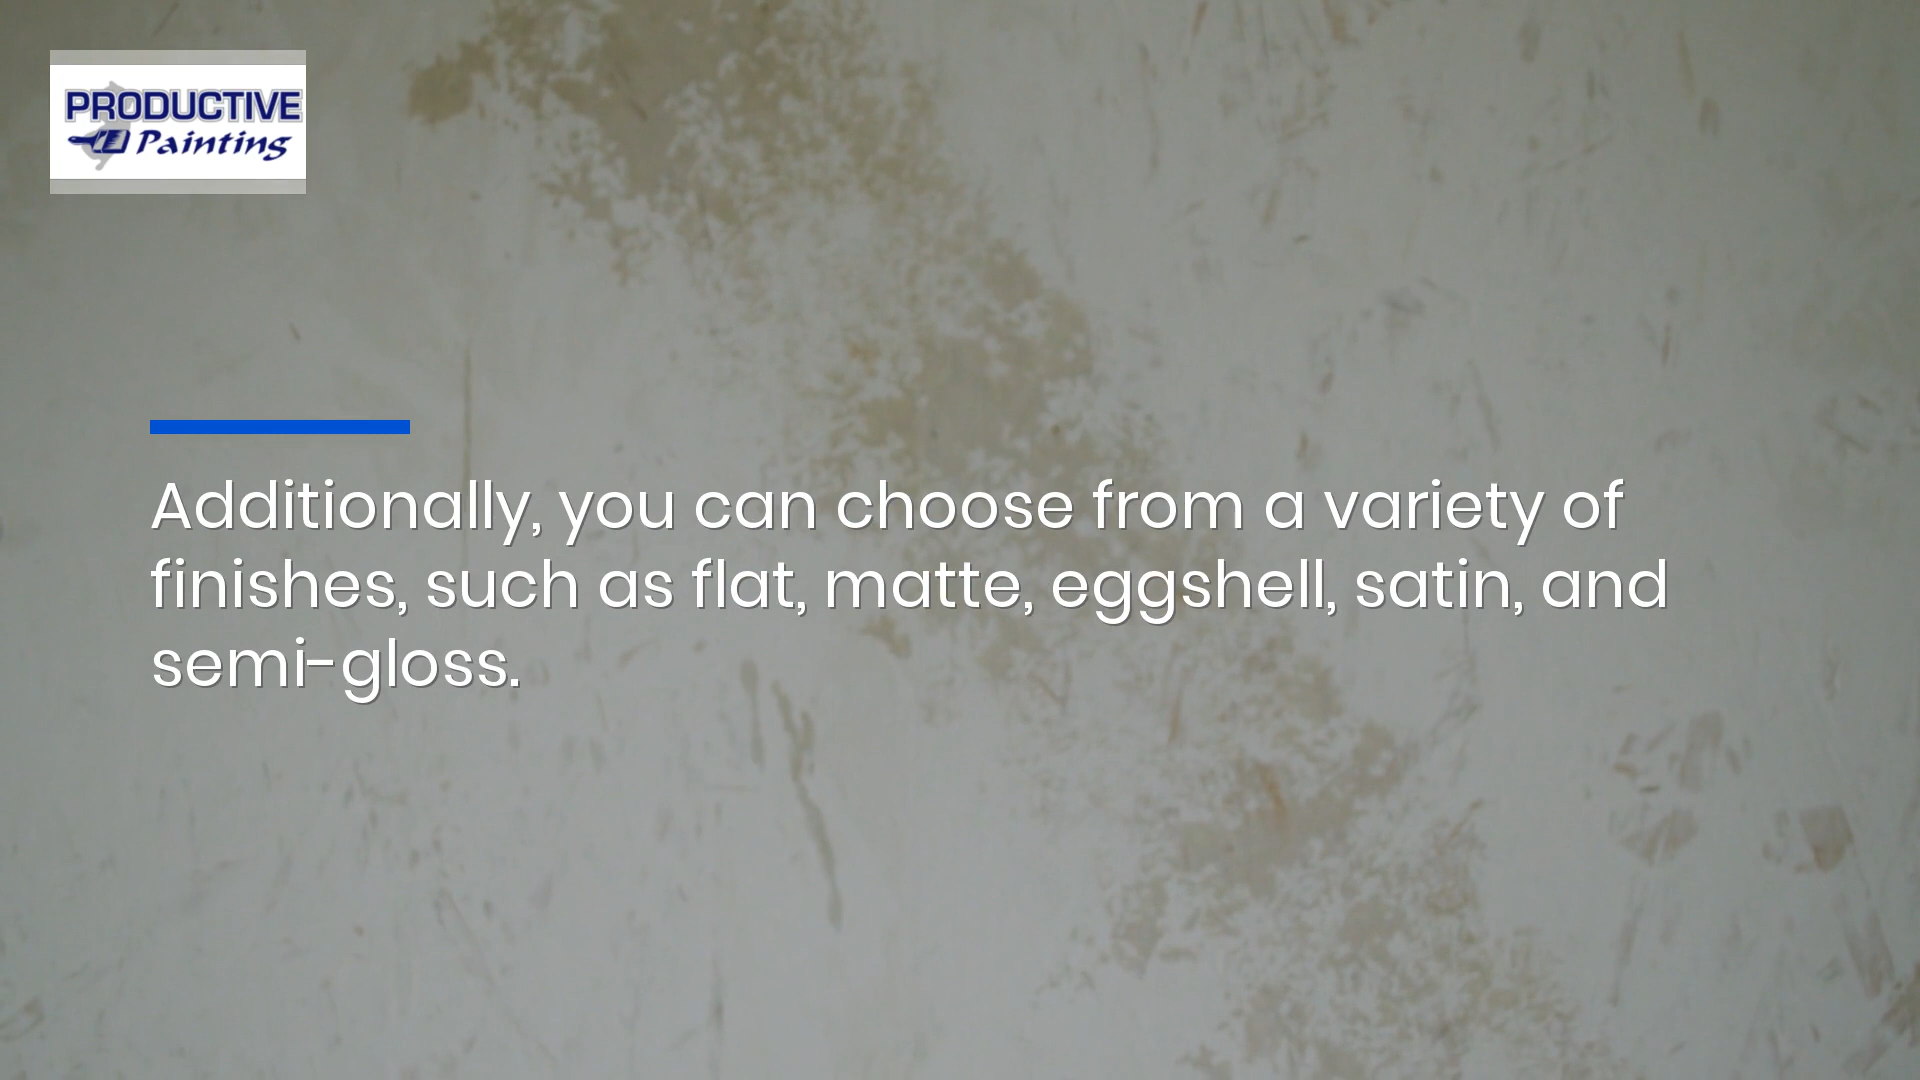 PRODUCTIVE
Painting
Additionally, you can choose from a variety of
finishes, such as flat, matte, eggshell, satin, and
semi-gloss.